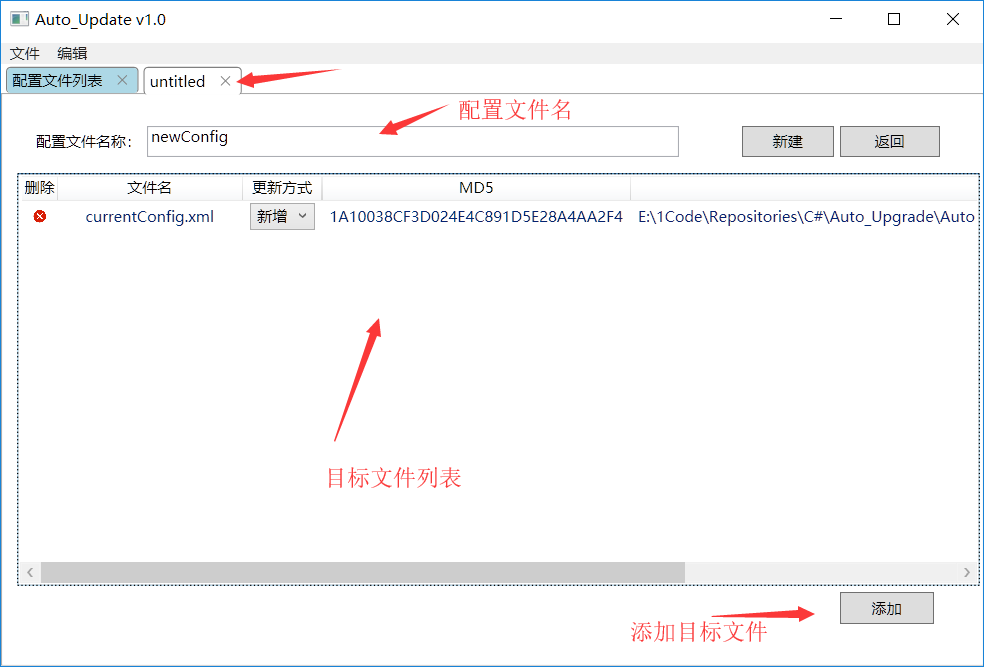 Auto_Update v1.0
文件 编辑
配置文件列表 untitled
配置文件名
配置文件名称: newConfig 新建 返回
删除 文件名 更新方式 MD5
currentConfig.xml 新增 1A10038CF3D024E4C891D5E28A4AA2F4 E:\1Code\Repositories\C#\Auto_Upgrade\Auto
目标文件列表
添加
添加目标文件